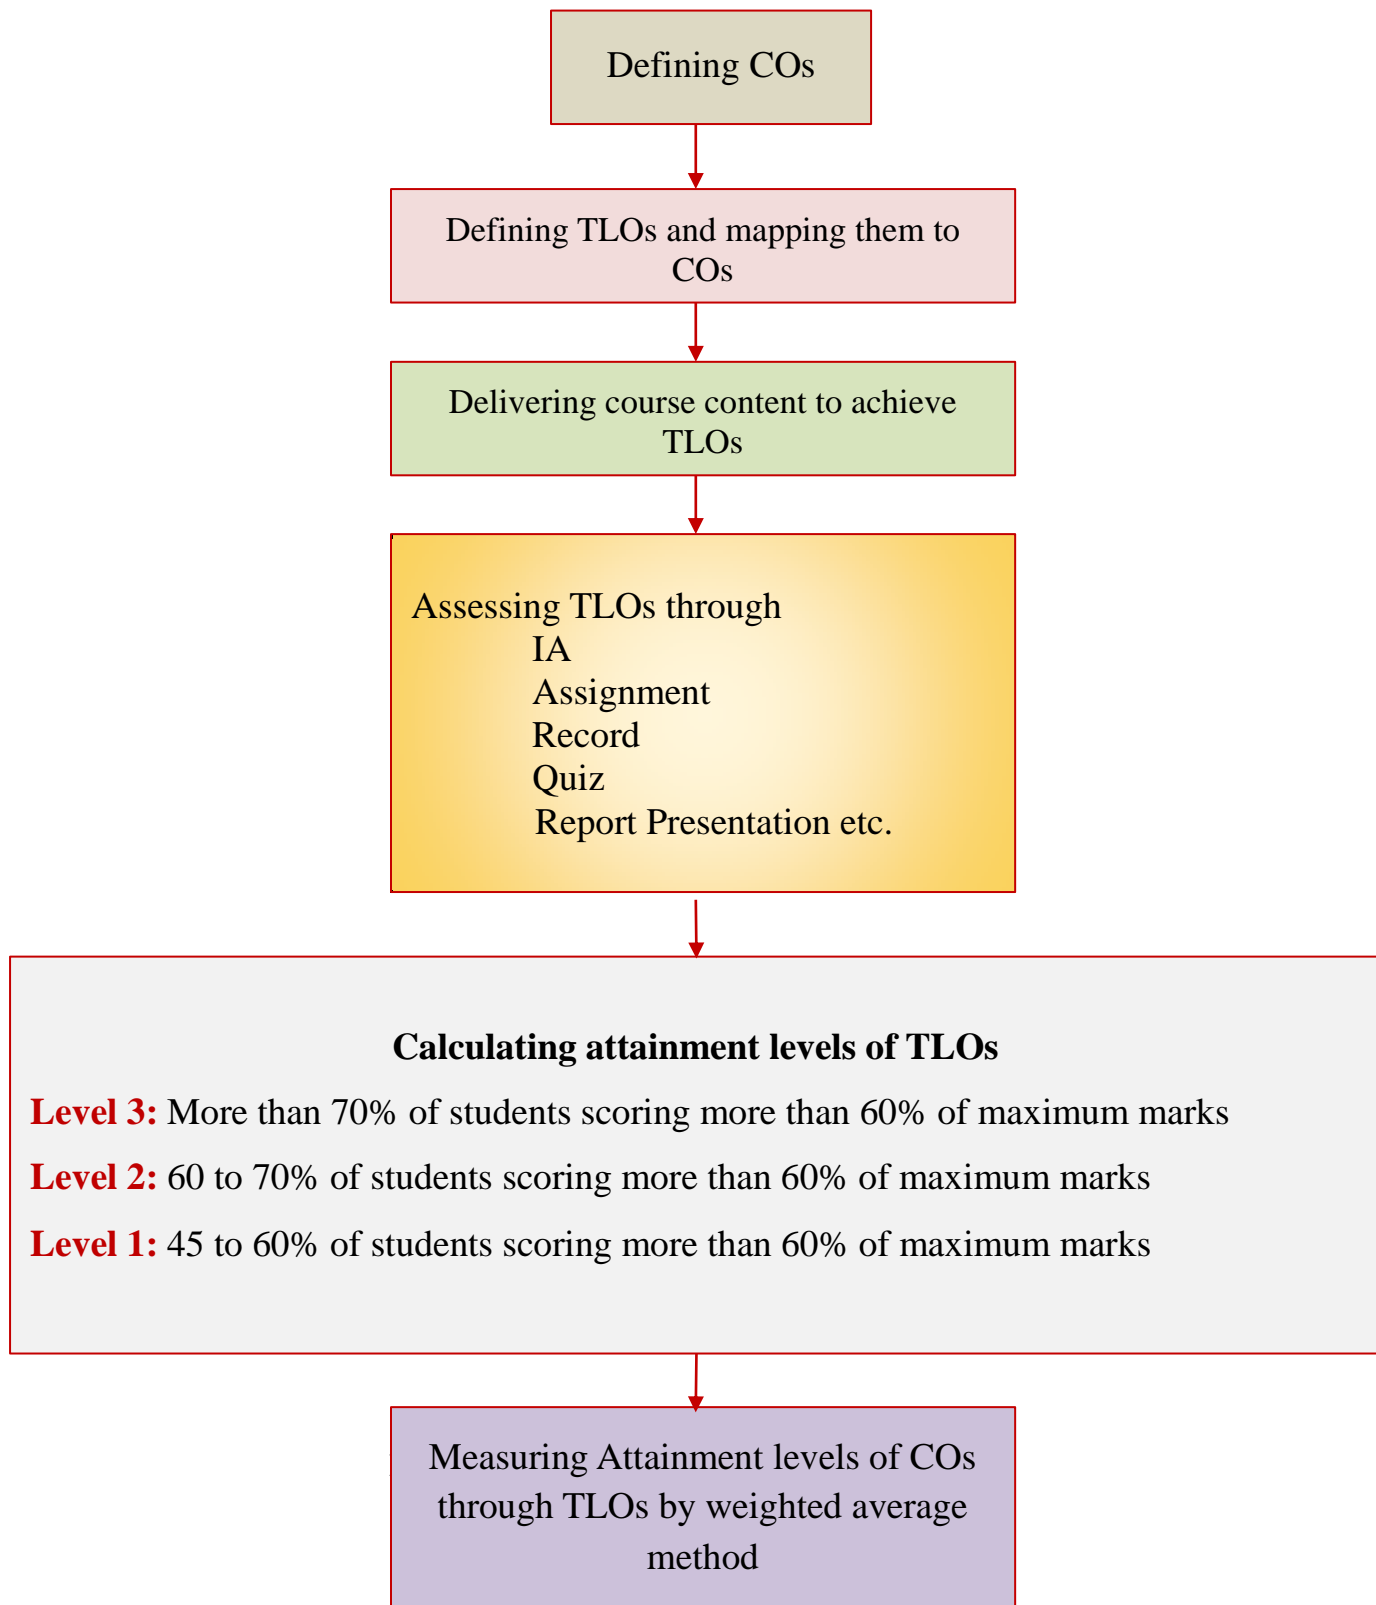 Defining COs
Defining TLOs and mapping them to
COs
Delivering course content to achieve
TLOs
Assessing TLOs through
IA
Assignment
Record
Quiz
Report Presentation etc.
Calculating attainment levels of TLOs
Level 3: More than 70% of students scoring more than 60% of maximum marks
Level 2: 60 to 70% of students scoring more than 60% of maximum marks
Level 1: 45 to 60% of students scoring more than 60% of maximum marks
Measuring Attainment levels of COs
through TLOs by weighted average
method